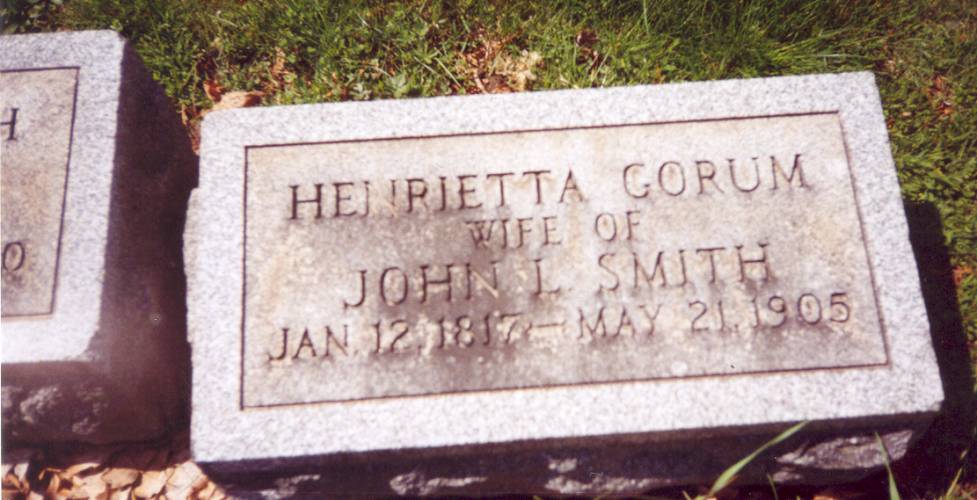 H
O
HENRIETTA GORUM
WIFE OF
JOHN L. SMITH
JAN. 12, 1817 — MAY 21, 1905